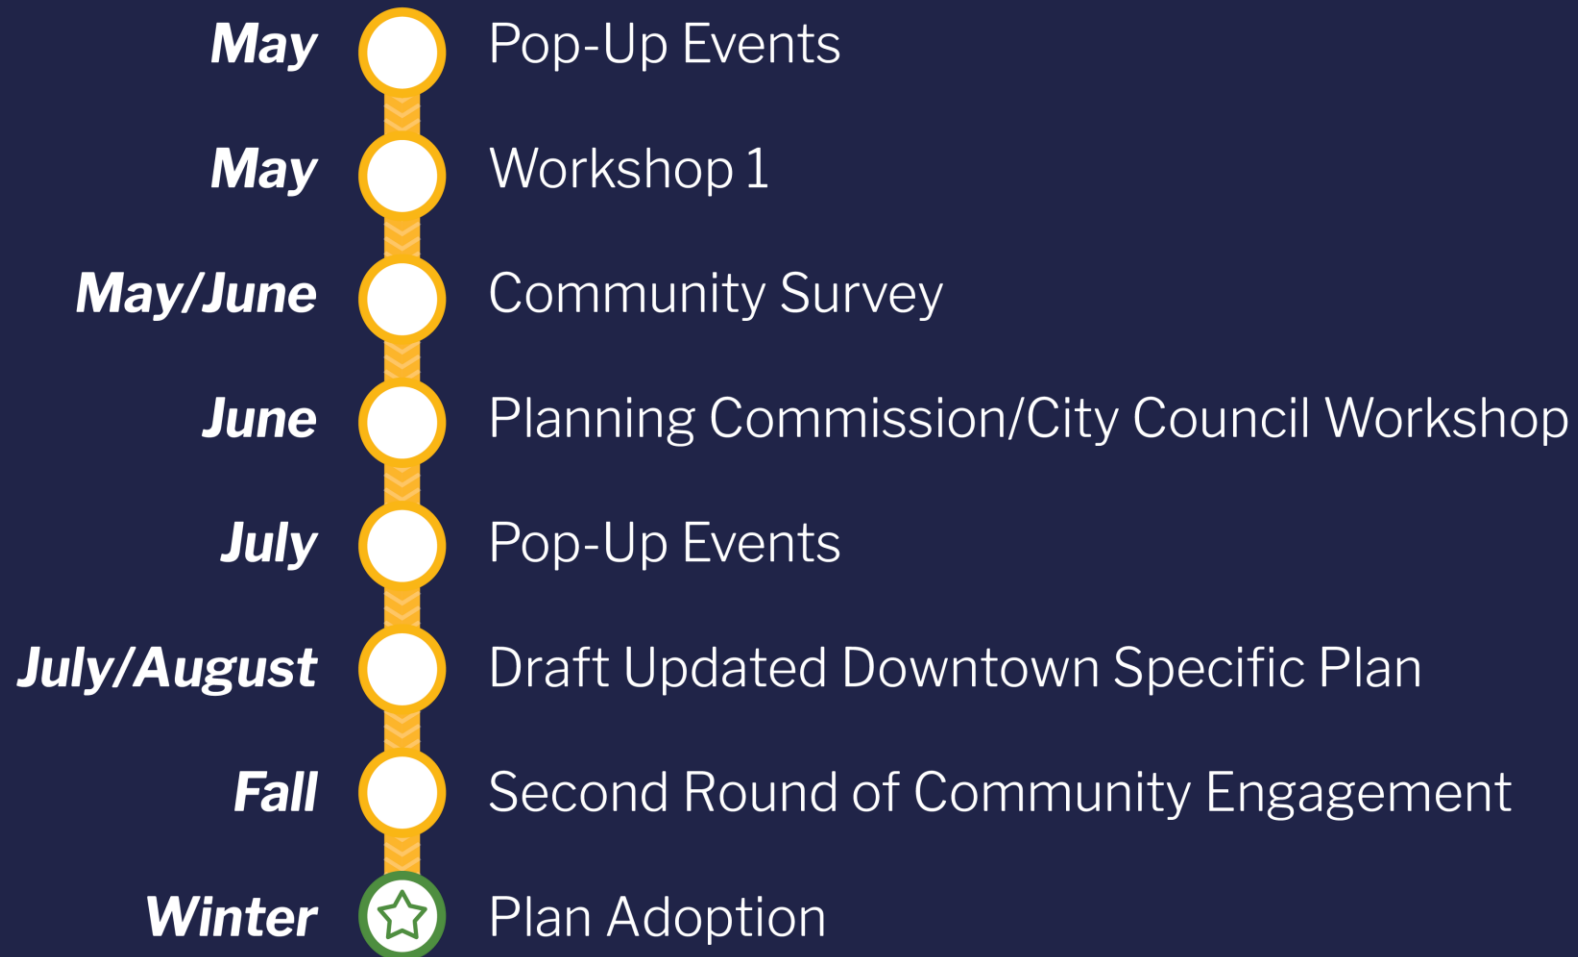 May Pop-Up Events
May Workshop 1
May/June Community Survey
June Planning Commission/City Council Workshop
July Pop-Up Events
July/August Draft Updated Downtown Specific Plan
Fall Second Round of Community Engagement
Winter Plan Adoption